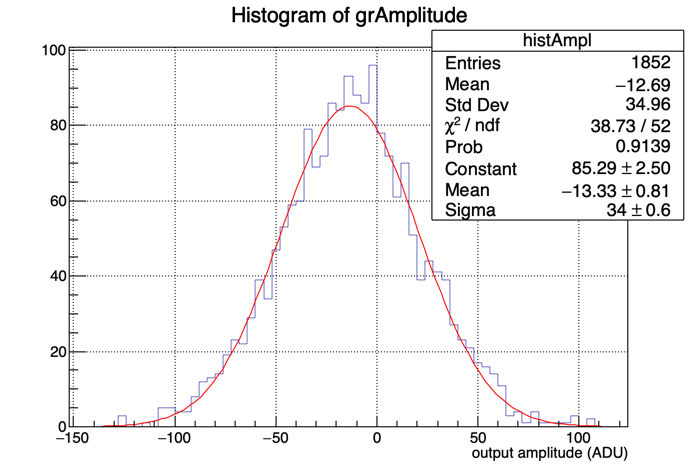 Histogram of grAmplitude
histAmpl
Entries 1852
Mean −12.69
Std Dev 34.96
χ² / ndf 38.73 / 52
Prob 0.9139
Constant 85.29 ± 2.50
Mean −13.33 ± 0.81
Sigma 34 ± 0.6
100
80
60
40
20
0
−150 −100 −50 0 50 100
output amplitude (ADU)